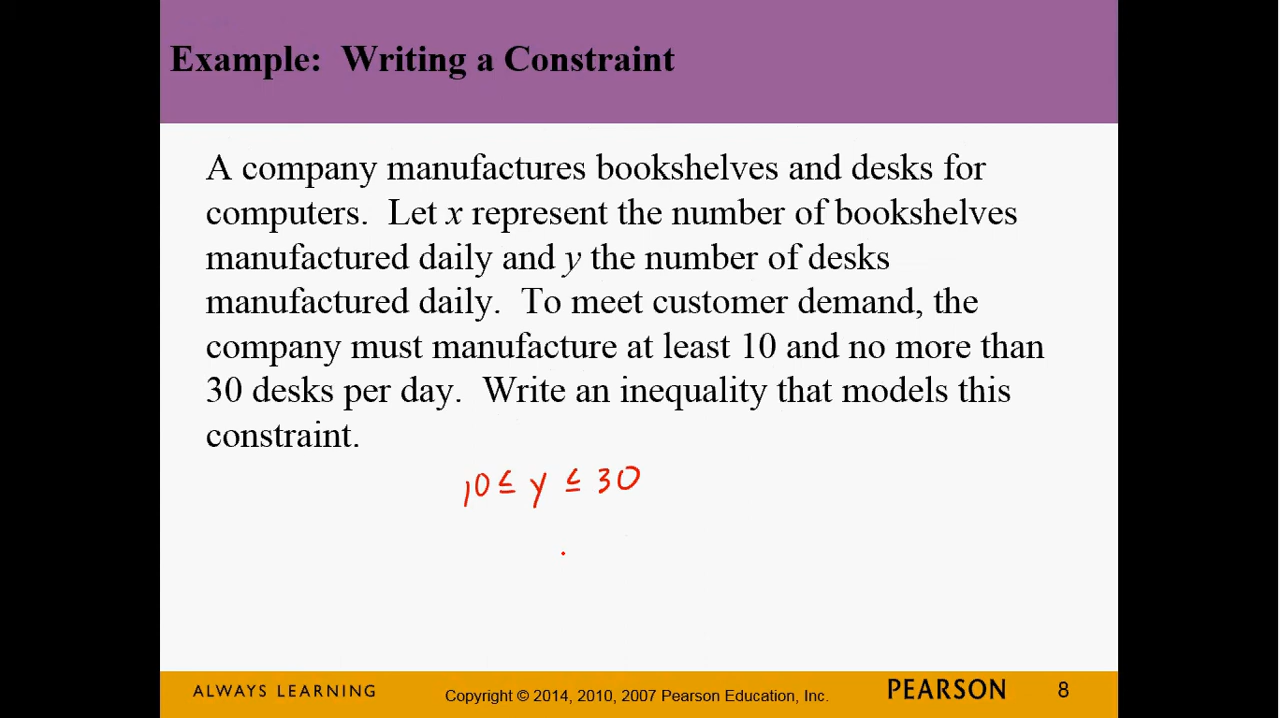 Example: Writing a Constraint
A company manufactures bookshelves and desks for
computers. Let x represent the number of bookshelves
manufactured daily and y the number of desks
manufactured daily. To meet customer demand, the
company must manufacture at least 10 and no more than
30 desks per day. Write an inequality that models this
constraint.
10 ≤ y ≤ 30
ALWAYS LEARNING
Copyright © 2014, 2010, 2007 Pearson Education, Inc.
PEARSON
8